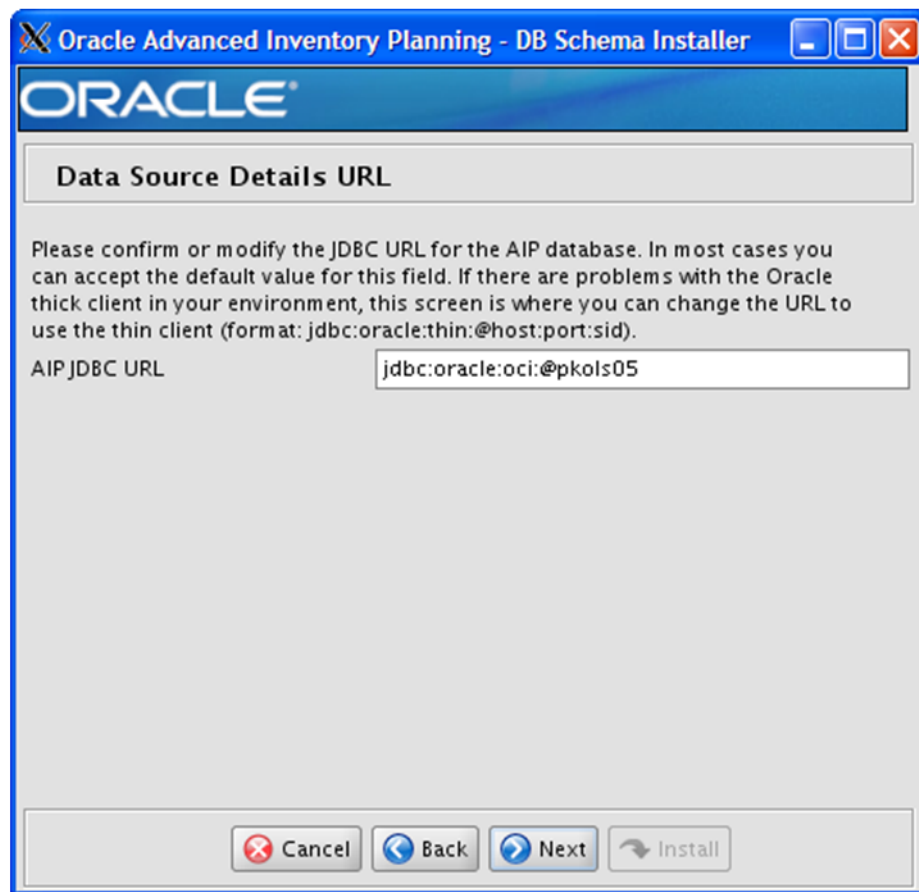 Oracle Advanced Inventory Planning - DB Schema Installer
ORACLE®
Data Source Details URL
Please confirm or modify the JDBC URL for the AIP database. In most cases you
can accept the default value for this field. If there are problems with the Oracle
thick client in your environment, this screen is where you can change the URL to
use the thin client (format: jdbc:oracle:thin:@host:port:sid).
AIP JDBC URL jdbc:oracle:oci:@pkols05
Cancel Back Next Install